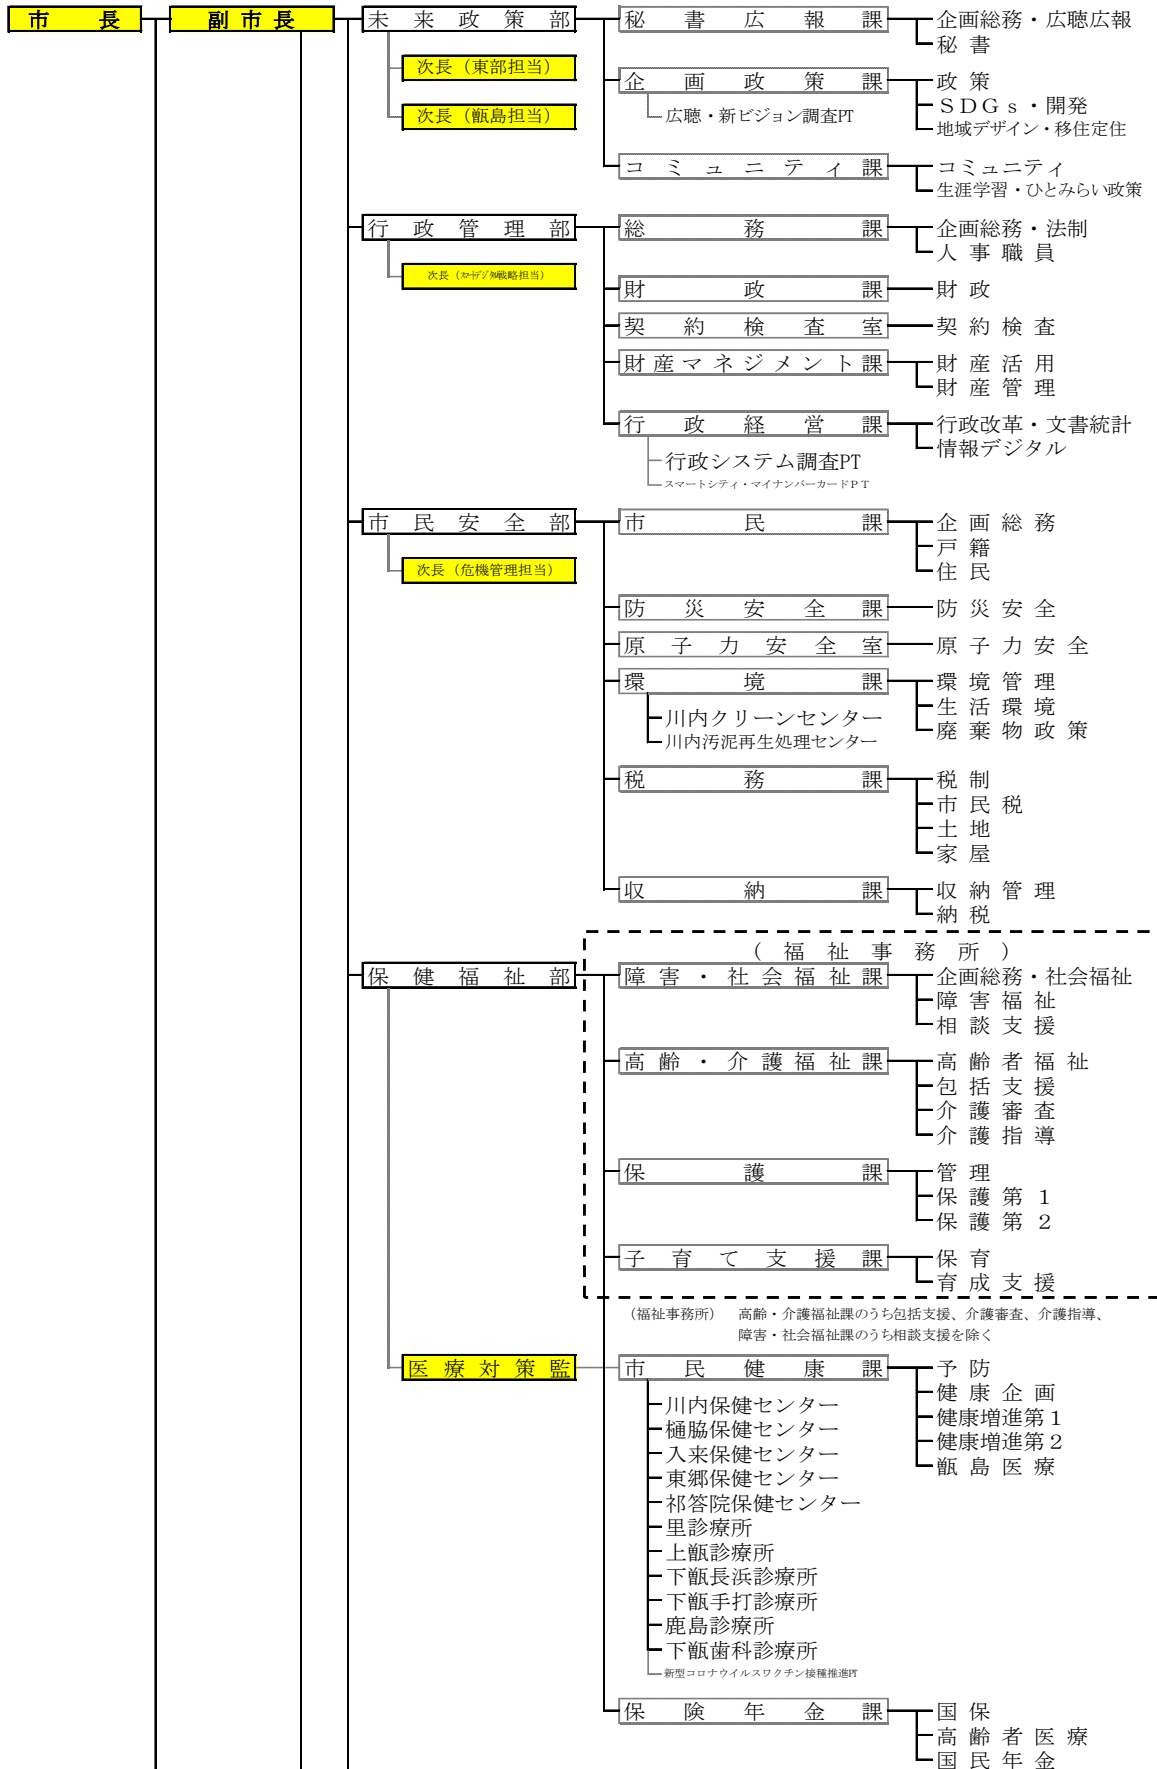 市長 副市長 未来政策部 秘書広報課 企画総務・広聴広報
秘書
次長（東部担当）
企画政策課 政策
次長（甑島担当）
広聴・新ビジョン調査PT
ＳＤＧｓ・開発
地域デザイン・移住定住
コミュニティ課 コミュニティ
生涯学習・ひとみらい政策
行政管理部 総務課 企画総務・法制
人事職員
財政課 財政
契約検査室 契約検査
財産マネジメント課 財産活用
財産管理
行政経営課 行政改革・文書統計
情報デジタル
行政システム調査PT
スマートシティ・マイナンバーカードＰＴ
市民安全部 市民課 企画総務
戸籍
次長（危機管理担当）
住民
防災安全課 防災安全
原子力安全室 原子力安全
環境課 環境管理
生活環境
川内クリーンセンター
廃棄物政策
川内汚泥再生処理センター
税務課 税制
市民税
土地
家屋
収納課 収納管理
納税
（福祉事務所）
保健福祉部 障害・社会福祉課 企画総務・社会福祉
障害福祉
相談支援
高齢・介護福祉課 高齢者福祉
包括支援
介護審査
介護指導
保護課 管理
保護第１
保護第２
子育て支援課 保育
育成支援
（福祉事務所） 高齢・介護福祉課のうち包括支援、介護審査、介護指導、
障害・社会福祉課のうち相談支援を除く
医療対策監 市民健康課 予防
健康企画
川内保健センター
健康増進第１
樋脇保健センター
健康増進第２
入来保健センター
甑島医療
東郷保健センター
祁答院保健センター
里診療所
上甑診療所
下甑長浜診療所
下甑手打診療所
鹿島診療所
下甑歯科診療所
新型コロナウイルスワクチン接種推進PT
保険年金課 国保
高齢者医療
国民年金